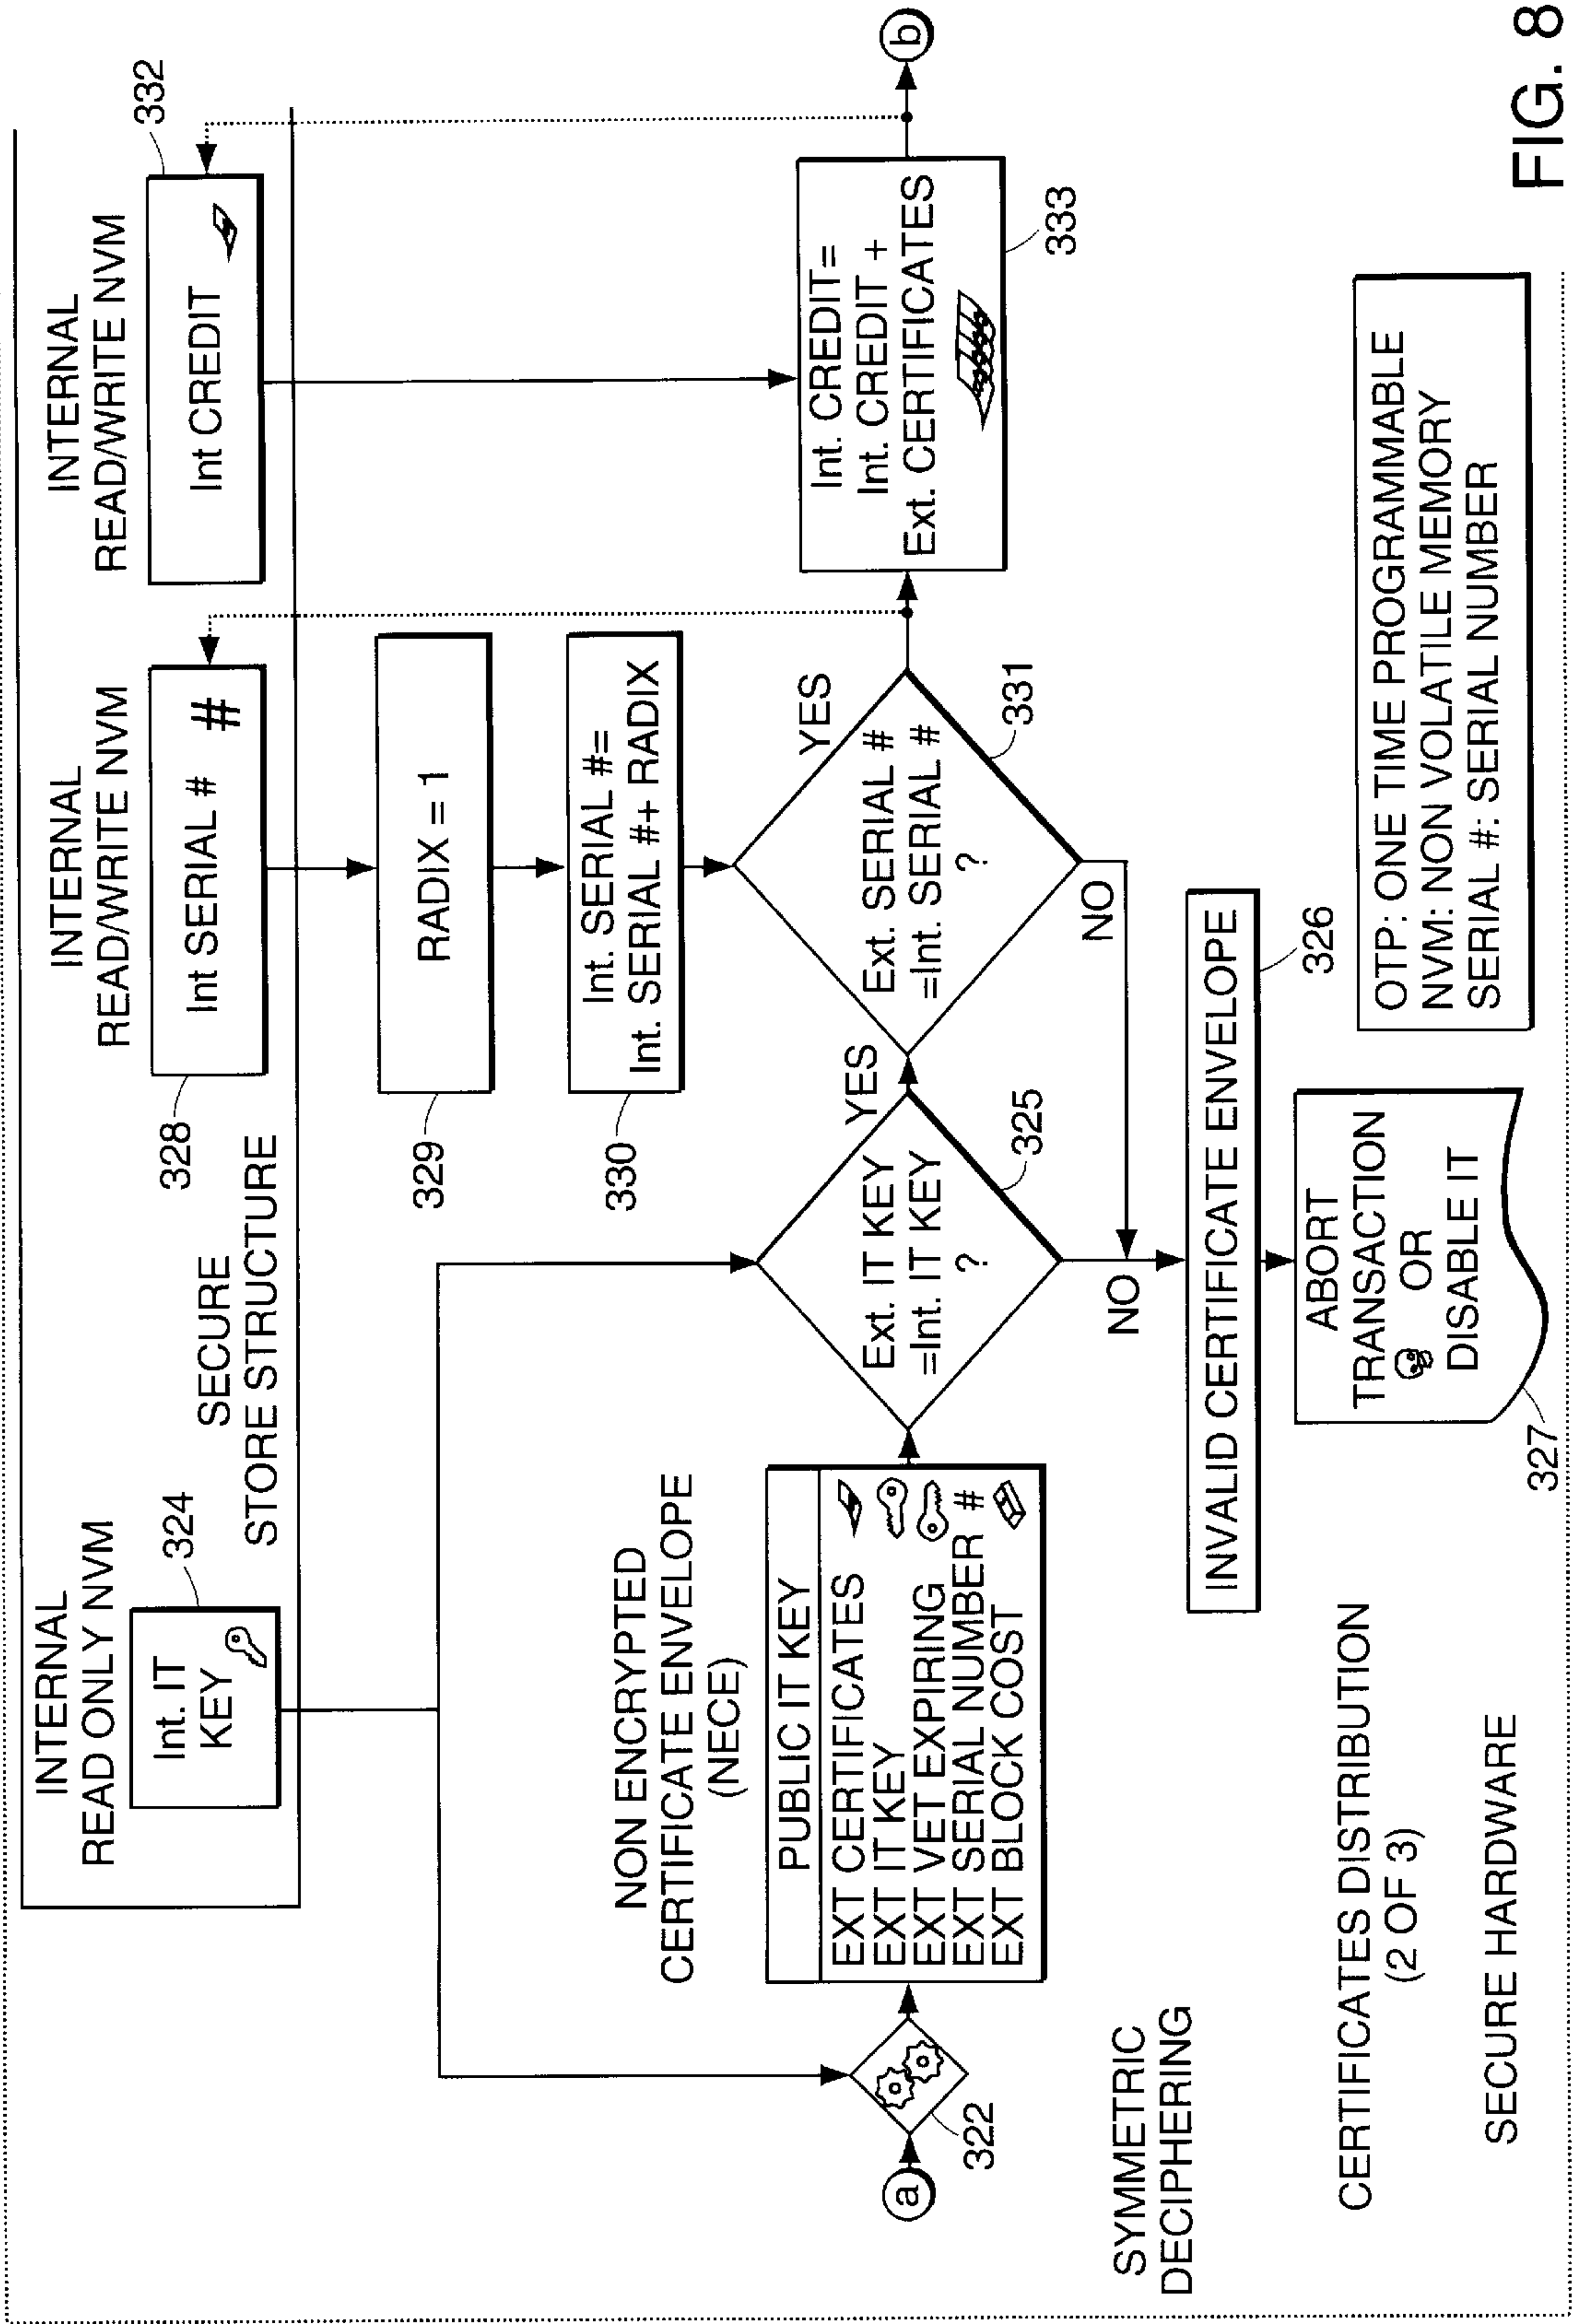 INTERNAL
READ ONLY NVM
Int. IT
KEY
324
SECURE
STORE STRUCTURE
INTERNAL
READ/WRITE NVM
Int SERIAL # #
328
INTERNAL
READ/WRITE NVM
Int CREDIT
332
RADIX = 1
329
Int. SERIAL #=
Int. SERIAL #+ RADIX
330
NON ENCRYPTED
CERTIFICATE ENVELOPE
(NECE)
PUBLIC IT KEY
EXT CERTIFICATES
EXT IT KEY
EXT VET EXPIRING
EXT SERIAL NUMBER #
EXT BLOCK COST
a
322
Ext. IT KEY
=Int. IT KEY
?
325
YES
NO
Ext. SERIAL #
=Int. SERIAL #
?
331
YES
NO
Int. CREDIT=
Int. CREDIT +
Ext. CERTIFICATES
333
b
SYMMETRIC
DECIPHERING
INVALID CERTIFICATE ENVELOPE
326
ABORT
TRANSACTION
OR
DISABLE IT
327
CERTIFICATES DISTRIBUTION
(2 OF 3)
SECURE HARDWARE
OTP: ONE TIME PROGRAMMABLE
NVM: NON VOLATILE MEMORY
SERIAL #: SERIAL NUMBER
FIG. 8